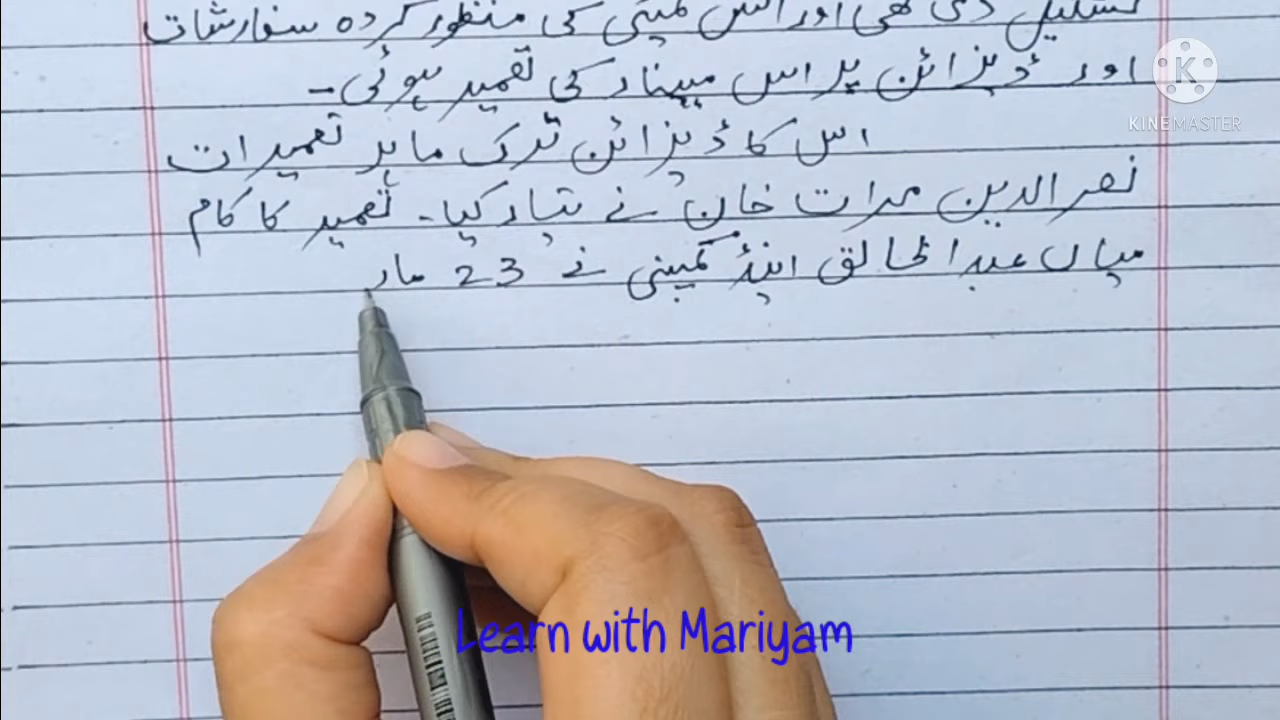 تشکیل دی تھی اور اس کمیٹی کی منظور کردہ سفارشات
اور ڈیزائن پر اس مینار کی تعمیر ہوئی۔
اس کا ڈیزائن ترک ماہر تعمیرات
نصر الدین مرات خان نے تیار کیا۔ تعمیر کا کام
میاں عبد الخالق اینڈ کمپنی نے 23 مار
K
KINEMASTER
Learn with Mariyam